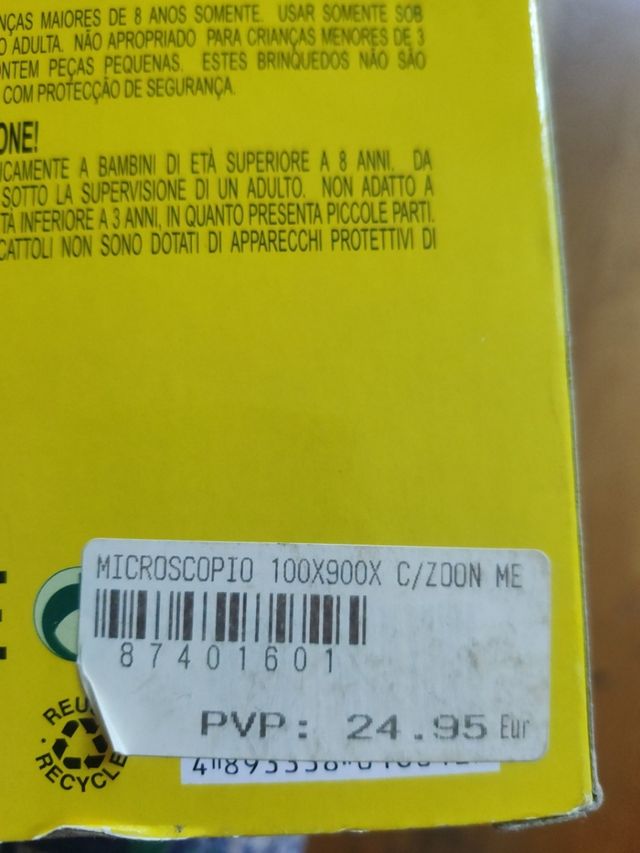 NÇAS MAIORES DE 8 ANOS SOMENTE. USAR SOMENTE SOB
O ADULTA. NÃO APROPRIADO PARA CRIANÇAS MENORES DE 3
ONTEM PEÇAS PEQUENAS. ESTES BRINQUEDOS NÃO SÃO
COM PROTECÇÃO DE SEGURANÇA.
ONE!
ICAMENTE A BAMBINI DI ETÀ SUPERIORE A 8 ANNI, DA
SOTTO LA SUPERVISIONE DI UN ADULTO. NON ADATTO A
TÀ INFERIORE A 3 ANNI, IN QUANTO PRESENTA PICCOLE PARTI.
CATTOLI NON SONO DOTATI DI APPARECCHI PROTETTIVI DI
MICROSCOPIO 100X900X C/ZOON ME
87401601
PVP: 24.95 Eur
REU
RECYCLE